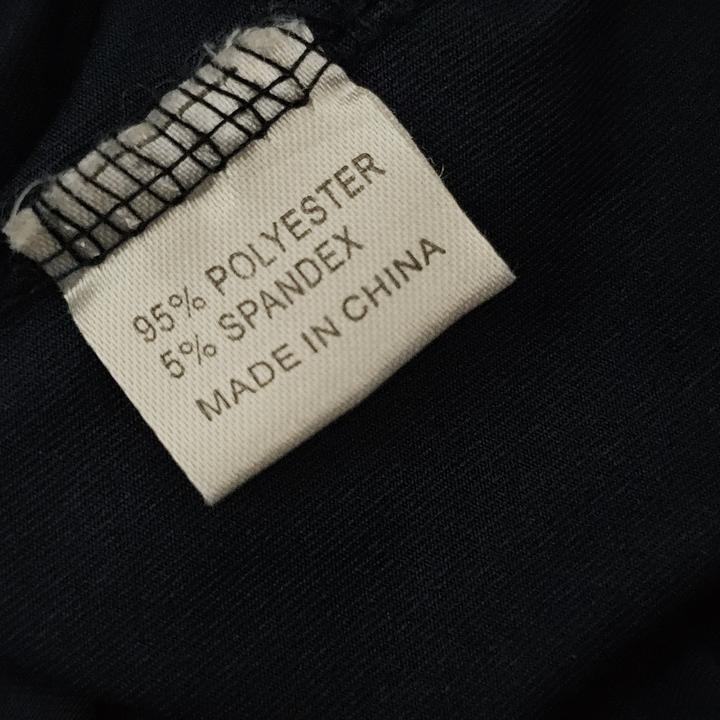 95% POLYESTER
5% SPANDEX
MADE IN CHINA